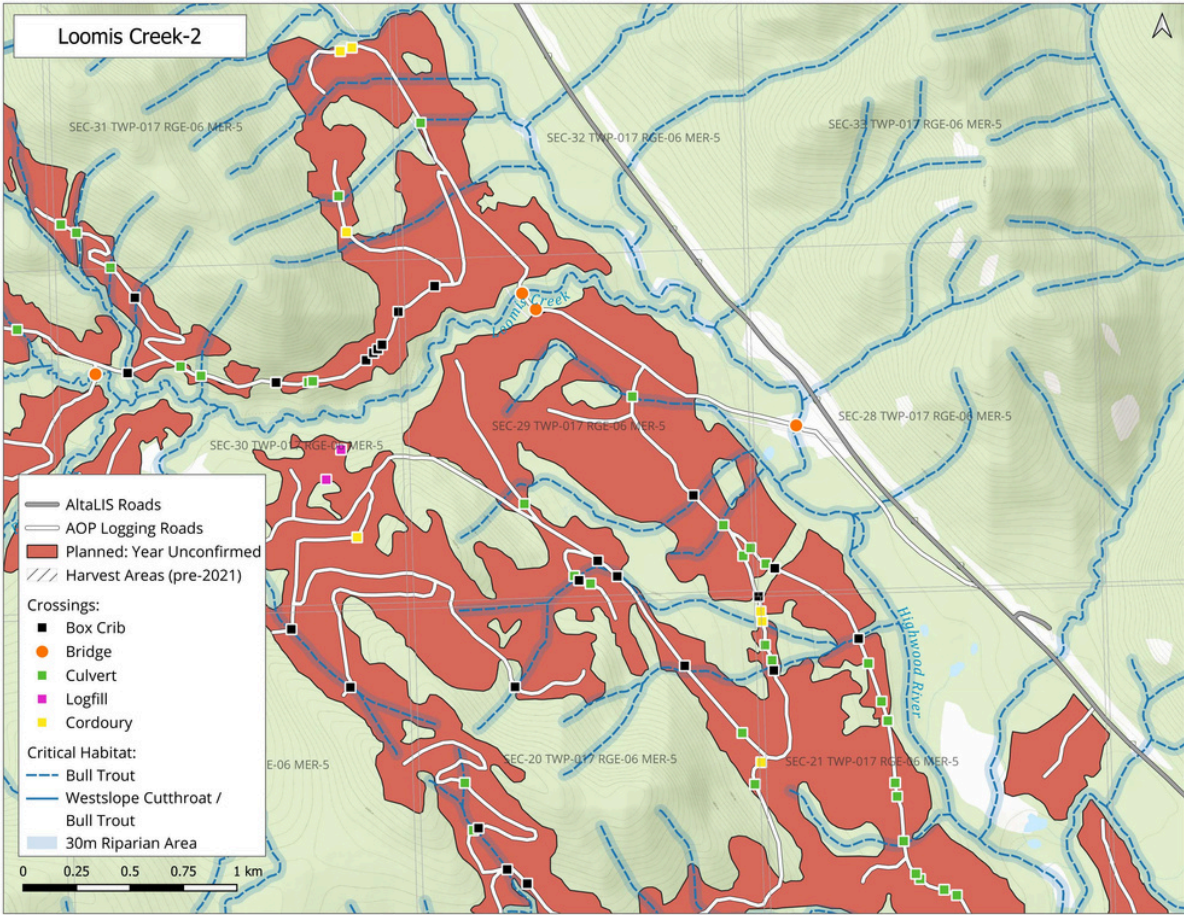 Loomis Creek-2
SEC-31 TWP-017 RGE-06 MER-5
SEC-32 TWP-017 RGE-06 MER-5
SEC-33 TWP-017 RGE-06 MER-5
Loomis Creek
SEC-28 TWP-017 RGE-06 MER-5
SEC-29 TWP-017 RGE-06 MER-5
SEC-30 TWP-017 RGE-06 MER-5
AltaLIS Roads
AOP Logging Roads
Planned: Year Unconfirmed
Harvest Areas (pre-2021)
Crossings:
Box Crib
Bridge
Culvert
Logfill
Cordoury
Critical Habitat:
Bull Trout
Westslope Cutthroat /
Bull Trout
30m Riparian Area
0 0.25 0.5 0.75 1 km
Highwood River
E-06 MER-5
SEC-20 TWP-017 RGE-06 MER-5
SEC-21 TWP-017 RGE-06 MER-5